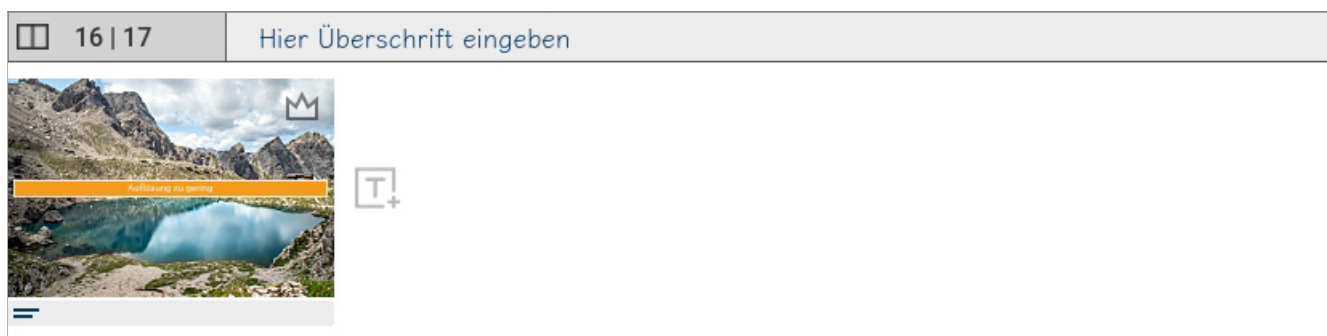 16 | 17
Hier Überschrift eingeben
Auflösung zu gering
T+